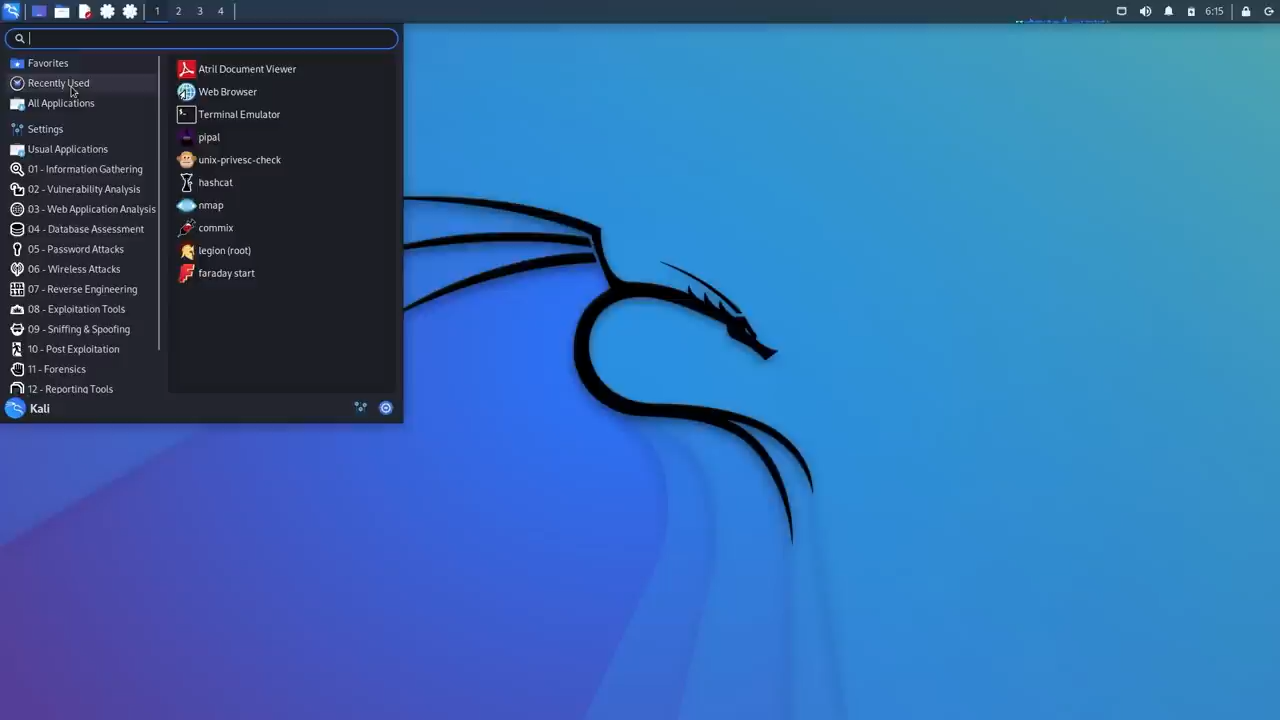 1 2 3 4
6:15
Favorites
Recently Used
All Applications
Settings
Usual Applications
01 - Information Gathering
02 - Vulnerability Analysis
03 - Web Application Analysis
04 - Database Assessment
05 - Password Attacks
06 - Wireless Attacks
07 - Reverse Engineering
08 - Exploitation Tools
09 - Sniffing & Spoofing
10 - Post Exploitation
11 - Forensics
12 - Reporting Tools
Atril Document Viewer
Web Browser
Terminal Emulator
pipal
unix-privesc-check
hashcat
nmap
commix
legion (root)
faraday start
Kali